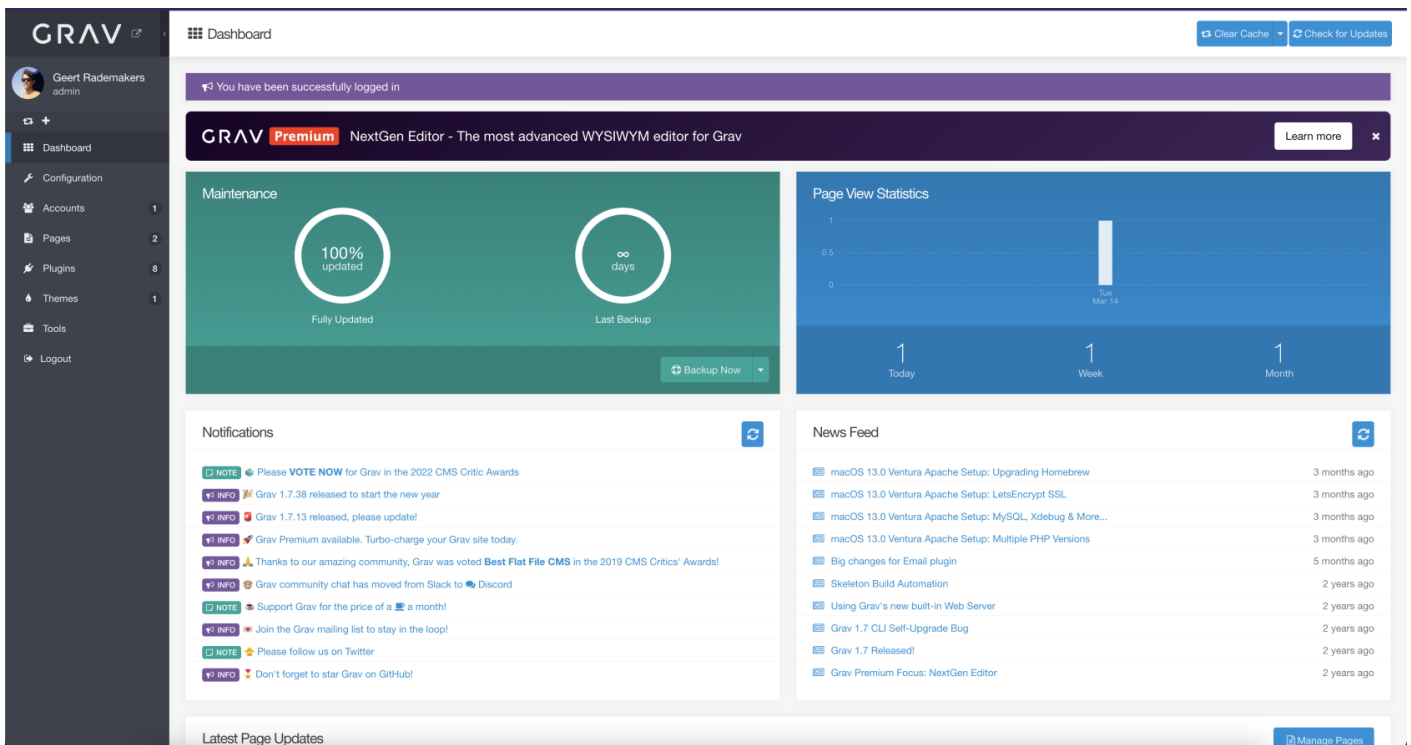 GRAV
Dashboard
Clear Cache
Check for Updates
Geert Rademakers
admin
Dashboard
Configuration
Accounts 1
Pages 2
Plugins 8
Themes 1
Tools
Logout
You have been successfully logged in
GRAV Premium NextGen Editor - The most advanced WYSIWYM editor for Grav
Learn more
Maintenance
100%
updated
Fully Updated
∞
days
Last Backup
Backup Now
Page View Statistics
1
0.5
0
Tue
Mar 14
1
Today
1
Week
1
Month
Notifications
NOTE Please VOTE NOW for Grav in the 2022 CMS Critic Awards
INFO Grav 1.7.38 released to start the new year
INFO Grav 1.7.13 released, please update!
INFO Grav Premium available. Turbo-charge your Grav site today.
INFO Thanks to our amazing community, Grav was voted Best Flat File CMS in the 2019 CMS Critics' Awards!
INFO Grav community chat has moved from Slack to Discord
NOTE Support Grav for the price of a a month!
INFO Join the Grav mailing list to stay in the loop!
NOTE Please follow us on Twitter
INFO Don't forget to star Grav on GitHub!
News Feed
macOS 13.0 Ventura Apache Setup: Upgrading Homebrew 3 months ago
macOS 13.0 Ventura Apache Setup: LetsEncrypt SSL 3 months ago
macOS 13.0 Ventura Apache Setup: MySQL, Xdebug & More... 3 months ago
macOS 13.0 Ventura Apache Setup: Multiple PHP Versions 3 months ago
Big changes for Email plugin 5 months ago
Skeleton Build Automation 2 years ago
Using Grav's new built-in Web Server 2 years ago
Grav 1.7 CLI Self-Upgrade Bug 2 years ago
Grav 1.7 Released! 2 years ago
Grav Premium Focus: NextGen Editor 2 years ago
Latest Page Updates
Manage Pages